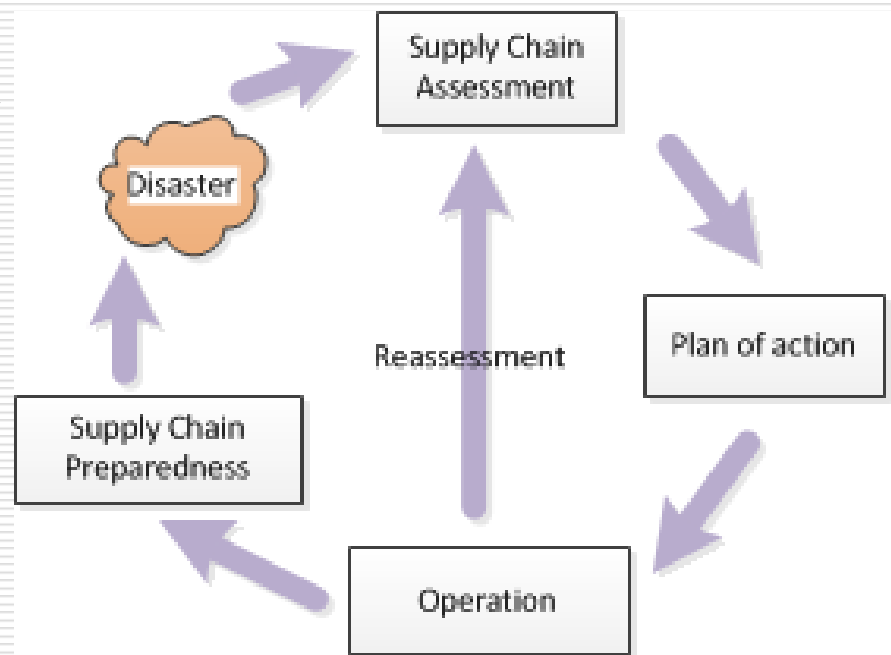 Supply Chain
Assessment
Disaster
Plan of action
Reassessment
Supply Chain
Preparedness
Operation